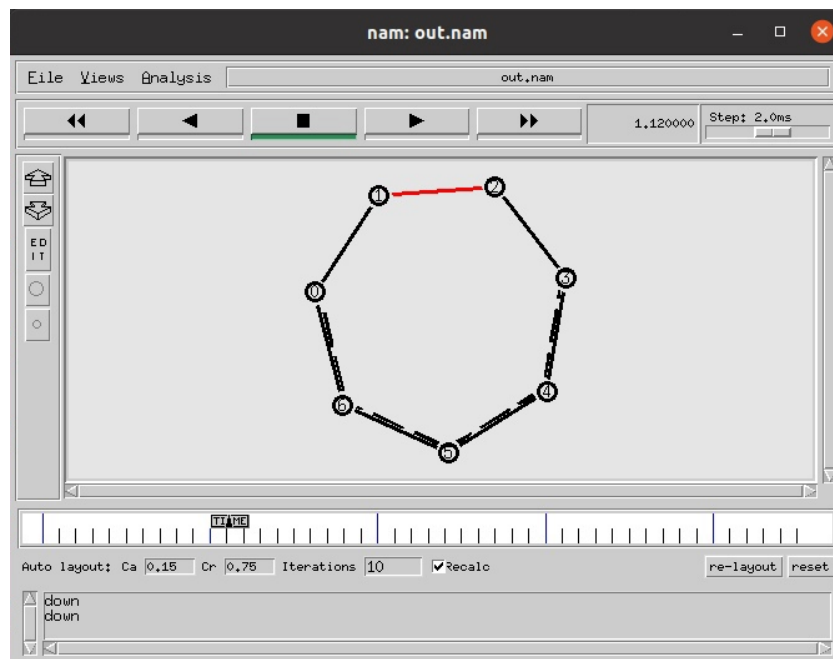 nam: out.nam
File Views Analysis out.nam
1.120000 Step: 2.0ms
ED
IT
1 2
0 3
6 4
5
TIME
Auto layout: Ca 0.15 Cr 0.75 Iterations 10 Recalc re-layout reset
down
down